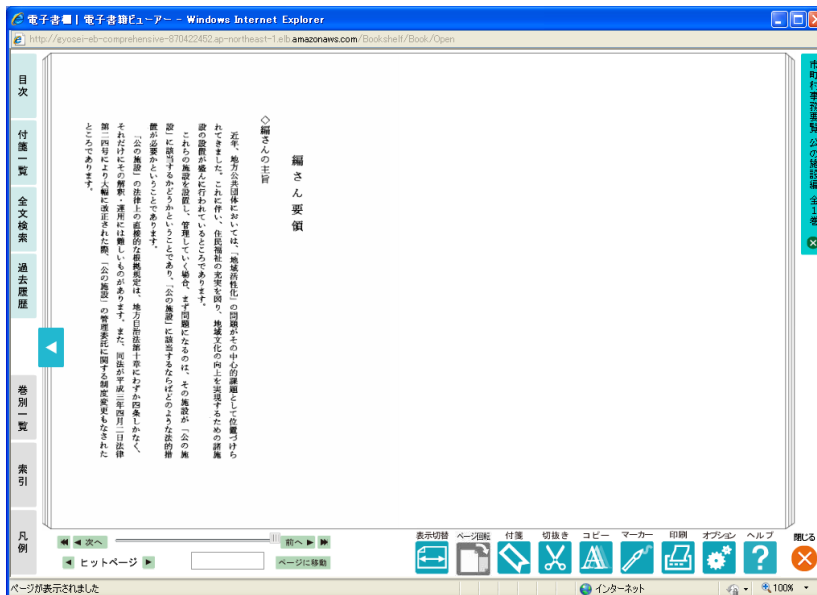 電子書棚 | 電子書籍ビューアー - Windows Internet Explorer
http://gyosei-eb-comprehensive-870422452.ap-northeast-1.elb.amazonaws.com/Bookshelf/Book/Open
目次
付箋一覧
全文検索
過去履歴
巻別一覧
索引
凡例
市町村事務要覧 公の施設編 全1巻
編さん要領
◇編さんの主旨
近年、地方公共団体においては、「地域活性化」の問題がその中心的課題として位置づけら
れてきました。これに伴い、住民福祉の充実を図り、地域文化の向上を実現するための諸施
設の設置が盛んに行われているところであります。
これらの施設を設置し、管理していく場合、まず問題になるのは、その施設が「公の施
設」に該当するかどうかということであり、「公の施設」に該当するならばどのような法的措
置が必要かということであります。
「公の施設」の法律上の直接的な根拠規定は、地方自治法第十章にわずか四条しかなく、
それだけにその解釈・運用には難しいものがあります。また、同法が平成三年四月二日法律
第二四号により大幅に改正された際、「公の施設」の管理委託に関する制度変更もなされた
ところであります。
次へ
前へ
ヒットページ
ページに移動
表示切替
ページ回転
付箋
切抜き
コピー
マーカー
印刷
オプション
ヘルプ
閉じる
ページが表示されました
インターネット
100%